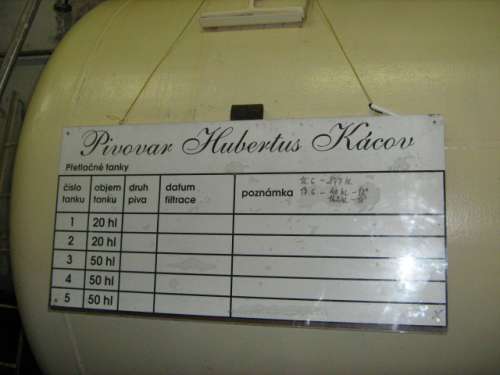 Pivovar Hubertus Kácov
Přetlačné tanky
číslo tanku objem tanku druh piva datum filtrace poznámka
1 20 hl
2 20 hl
3 50 hl
4 50 hl
5 50 hl